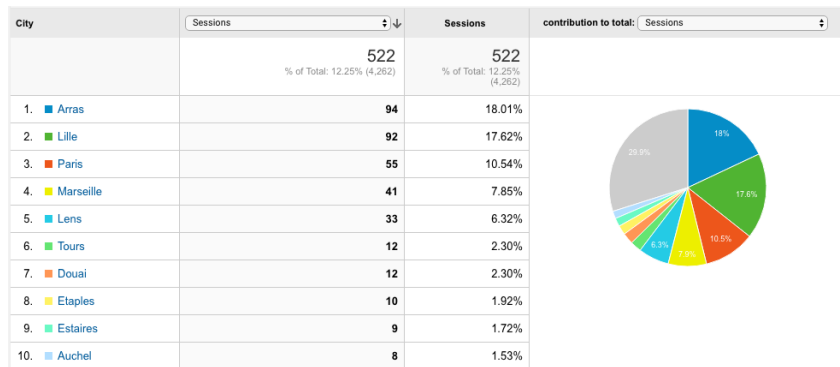 City Sessions Sessions contribution to total: Sessions
522 522
% of Total: 12.25% (4,262) % of Total: 12.25%
(4,262)
1. Arras 94 18.01%
2. Lille 92 17.62%
3. Paris 55 10.54%
4. Marseille 41 7.85%
5. Lens 33 6.32%
6. Tours 12 2.30%
7. Douai 12 2.30%
8. Etaples 10 1.92%
9. Estaires 9 1.72%
10. Auchel 8 1.53%
18%
29.9%
17.6%
10.5%
7.9%
6.3%